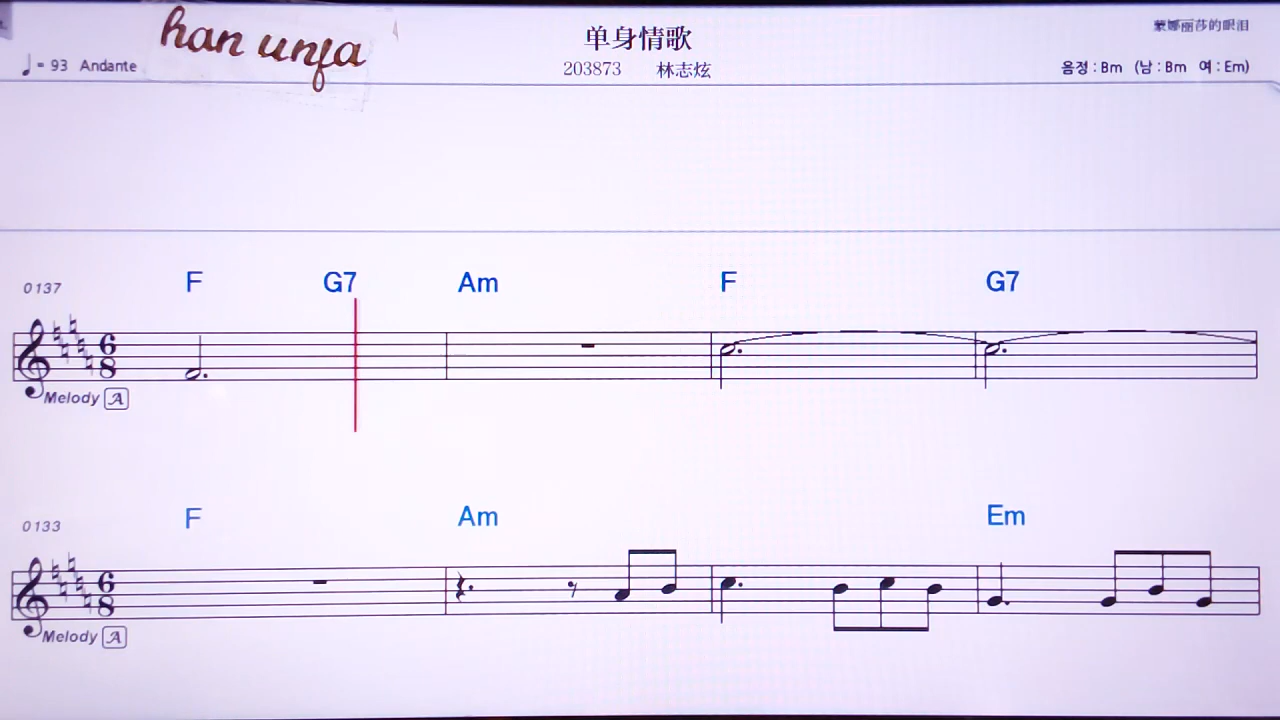 han unfa
单身情歌
蒙娜丽莎的眼泪
♩= 93 Andante
203873 林志炫
음정 : Bm (남 : Bm 여 : Em)
0137 F G7 Am F G7
6
8
Melody A
0133 F Am Em
6
8
Melody A